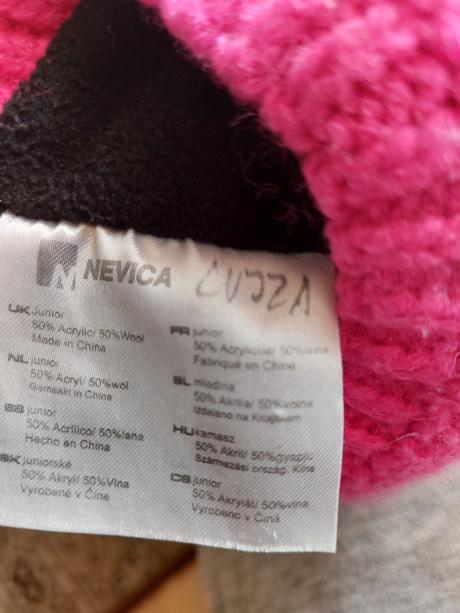 NEVICA LUJZA
UK Junior
50% Acrylic/ 50%Wool
Made in China
NL junior
50% Acryl/ 50%wol
Gemaakt in China
ES junior
50% Acrílico/ 50%lana
Hecho en China
SK juniorské
50% Akryl/ 50%Vlna
Vyrobené v Číne
FR junior
50% Acrylique/ 50%laine
Fabriqué en China
SL mladina
50% Akrila/ 50%volne
Izdelano na Kitajskem
HU kamasz
50% Akril/ 50%gyapjú
Származási ország. Kína
CS junior
50% Akrylát/ 50%vlna
Vyrobeno v Číně